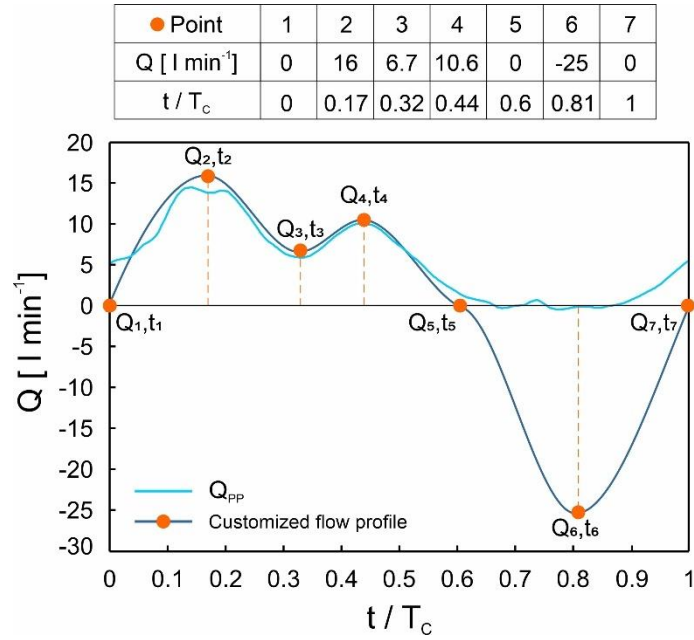 Point 1 2 3 4 5 6 7
Q [ l min⁻¹] 0 16 6.7 10.6 0 -25 0
t / T_C 0 0.17 0.32 0.44 0.6 0.81 1
20
15
10
5
0
-5
-10
-15
-20
-25
-30
Q [ l min⁻¹]
Q₂,t₂
Q₃,t₃
Q₄,t₄
Q₁,t₁
Q₅,t₅
Q₇,t₇
Q₆,t₆
Q_PP
Customized flow profile
0 0.1 0.2 0.3 0.4 0.5 0.6 0.7 0.8 0.9 1
t / T_C